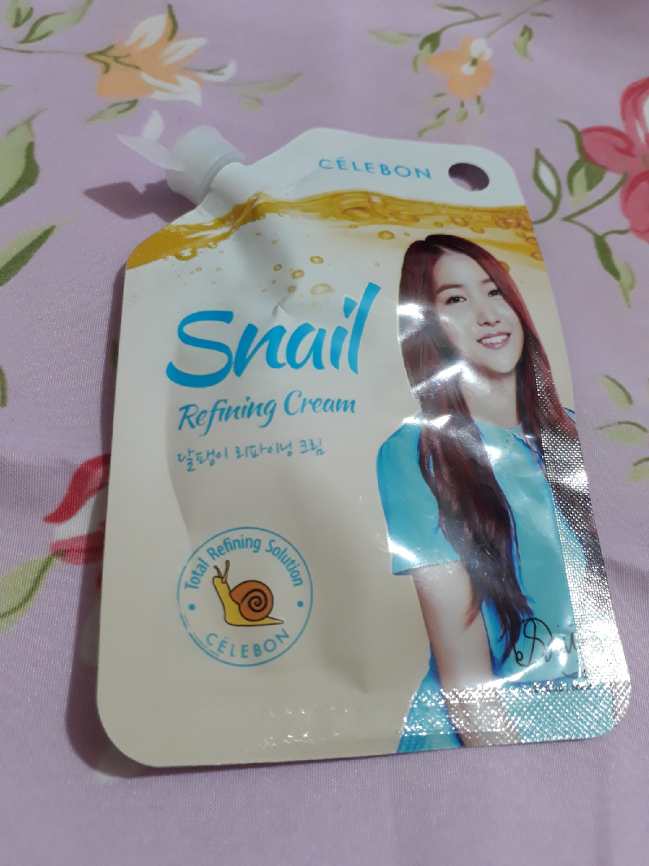 CÉLEBON
Snail
Refining Cream
달팽이 리파이닝 크림
Total Refining Solution
CÉLEBON